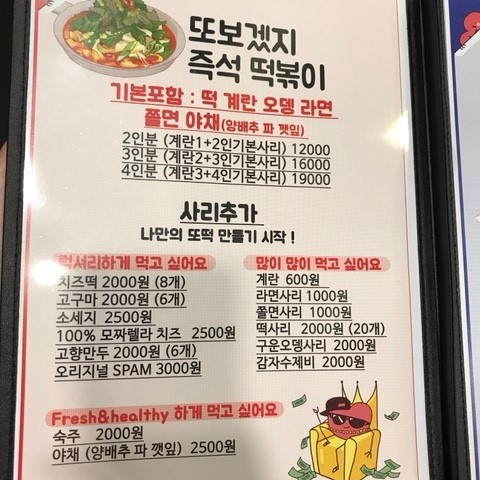 또보겠지
즉석 떡볶이
기본포함 : 떡 계란 오뎅 라면
쫄면 야채(양배추 파 깻잎)
2인분 (계란1+2인기본사리) 12000
3인분 (계란2+3인기본사리) 16000
4인분 (계란3+4인기본사리) 19000
사리추가
나만의 또떡 만들기 시작 !
럭셔리하게 먹고 싶어요
치즈떡 2000원 (8개)
고구마 2000원 (6개)
소세지 2500원
100% 모짜렐라 치즈 2500원
고향만두 2000원 (6개)
오리지널 SPAM 3000원
많이 많이 먹고 싶어요
계란 600원
라면사리 1000원
쫄면사리 1000원
떡사리 2000원 (20개)
구운오뎅사리 2000원
감자수제비 2000원
Fresh&healthy 하게 먹고 싶어요
숙주 2000원
야채 (양배추 파 깻잎) 2500원